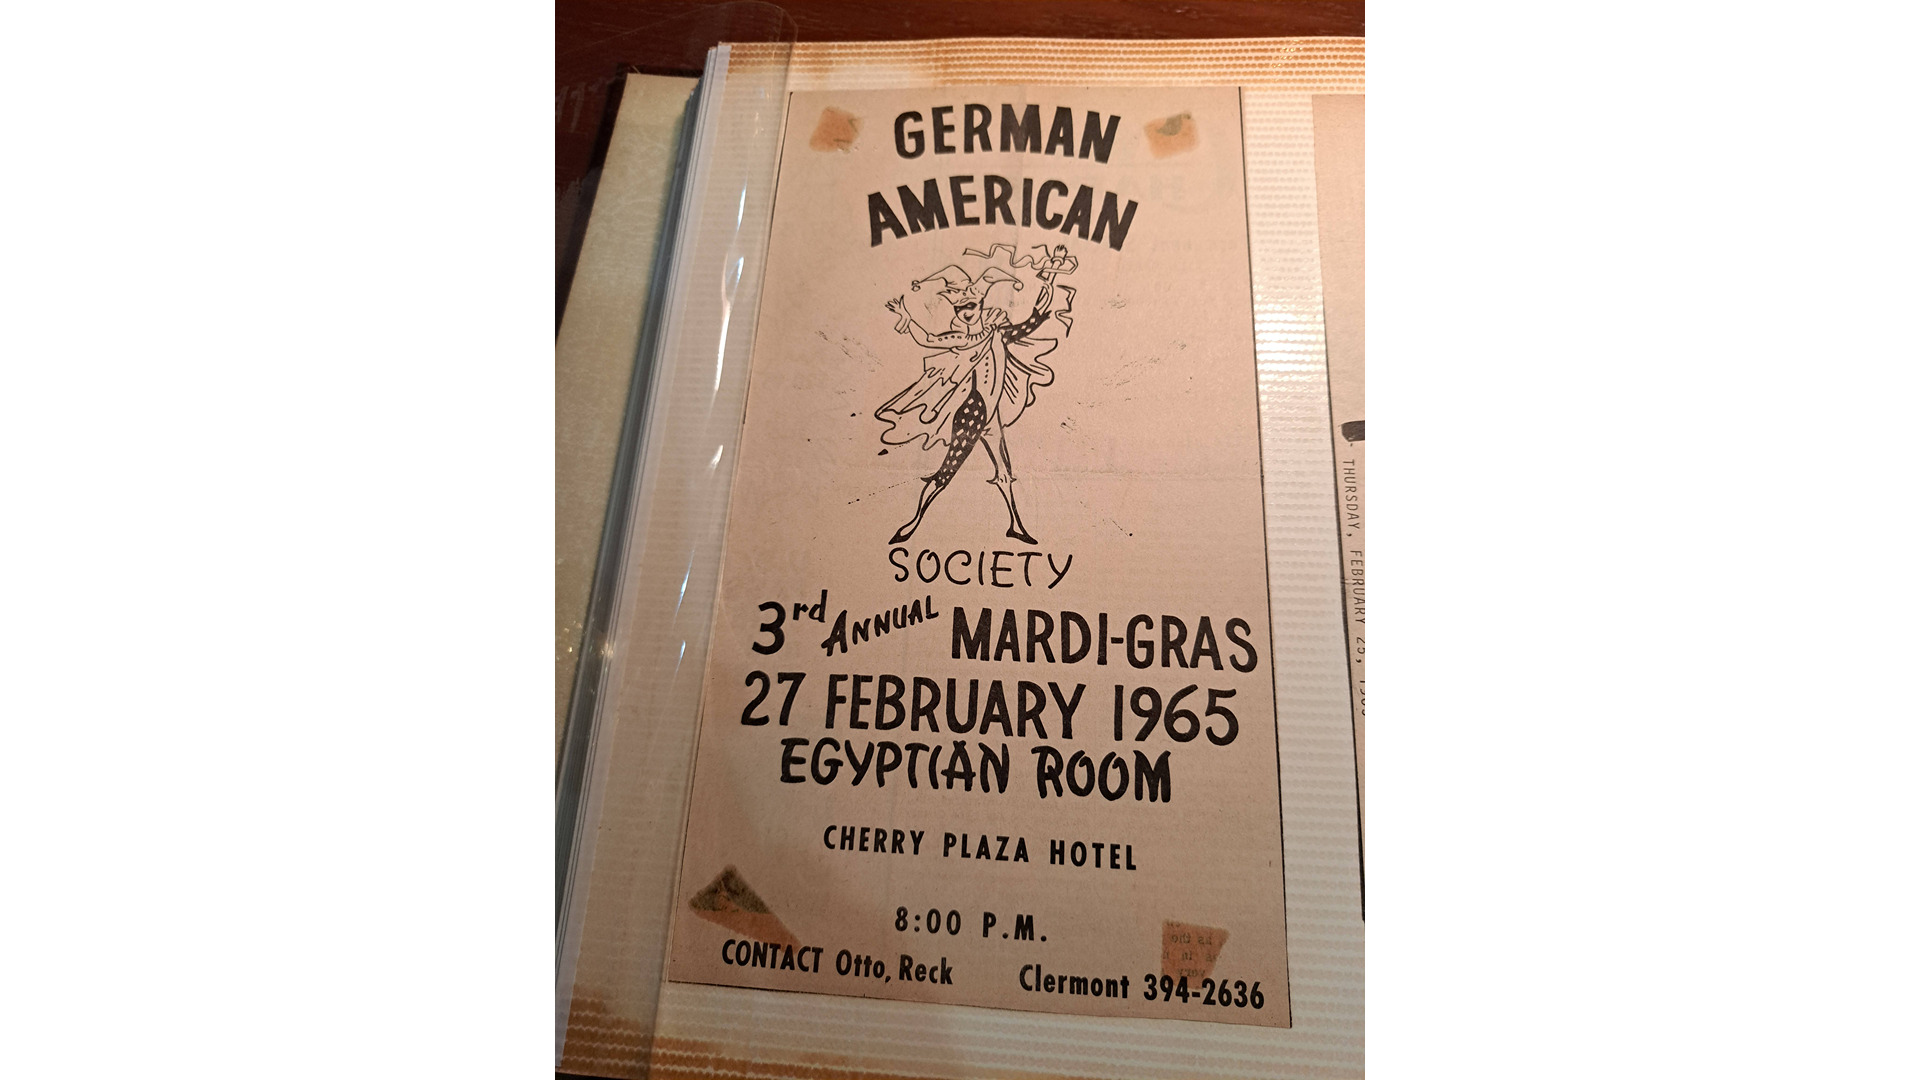 GERMAN
AMERICAN
SOCIETY
3rd ANNUAL MARDI-GRAS
27 FEBRUARY 1965
EGYPTIAN ROOM
CHERRY PLAZA HOTEL
8:00 P.M.
CONTACT Otto, Reck Clermont 394-2636
THURSDAY, FEBRUARY 25,